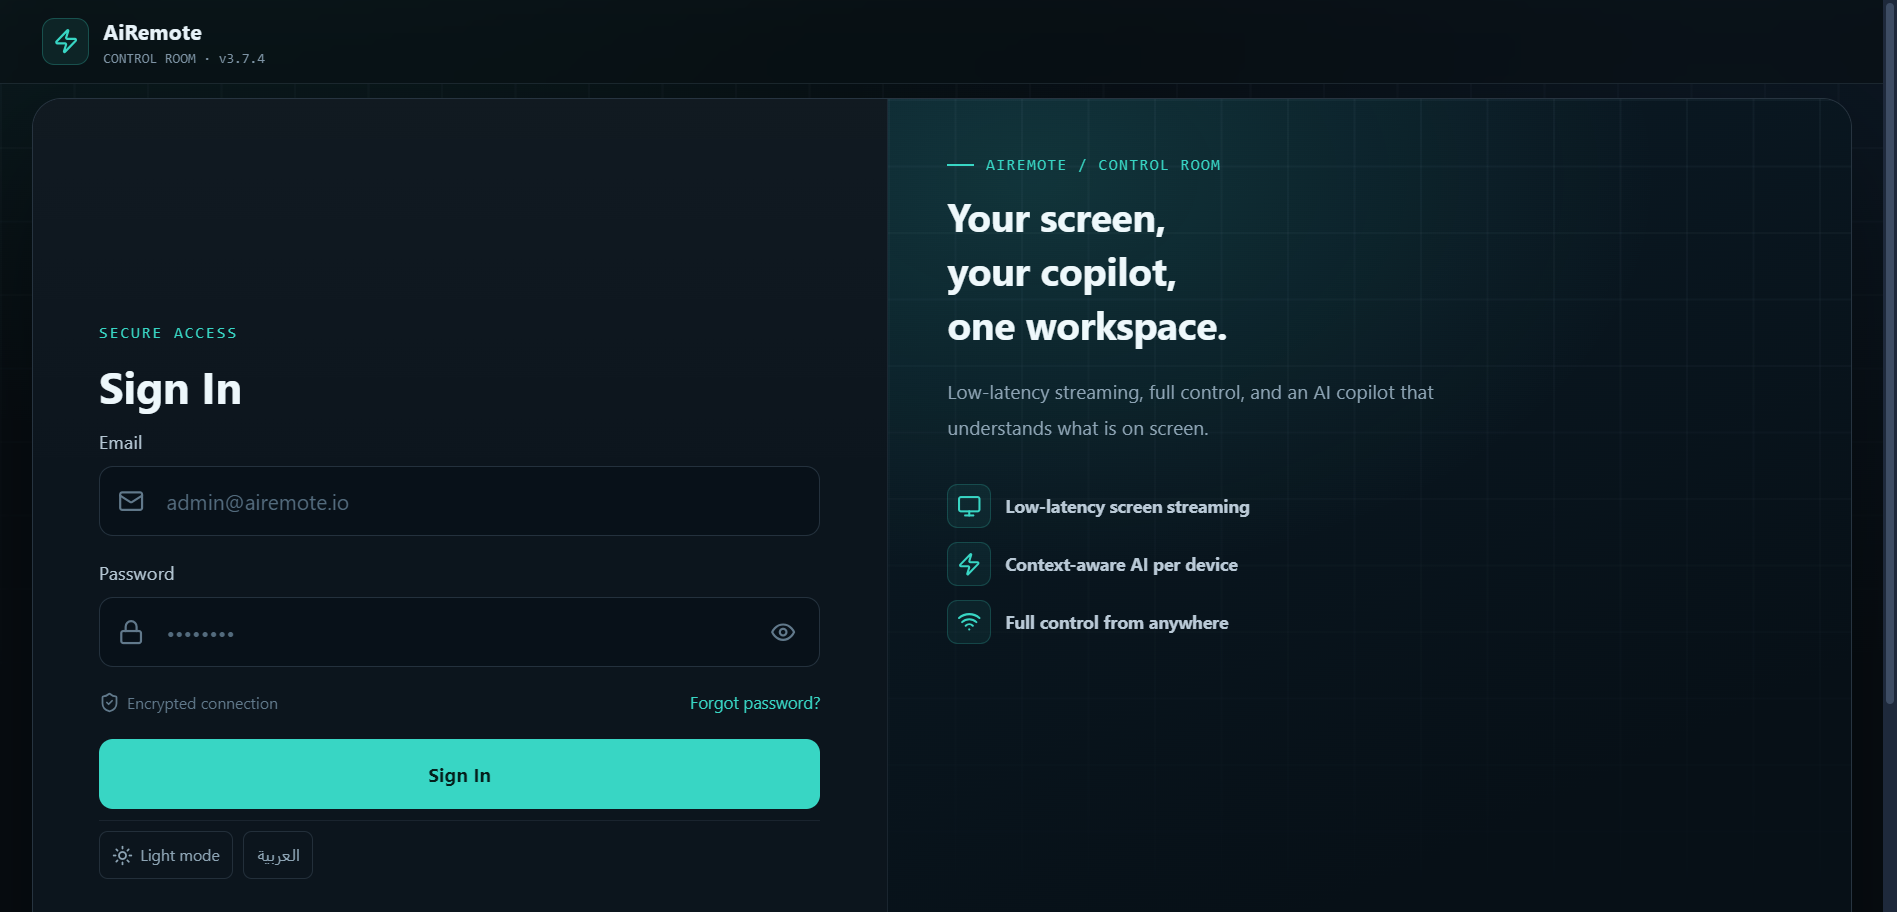 AiRemote
CONTROL ROOM · v3.7.4
SECURE ACCESS
Sign In
Email
admin@airemote.io
Password
••••••••
Encrypted connection
Forgot password?
Sign In
Light mode
العربية
AIREMOTE / CONTROL ROOM
Your screen,
your copilot,
one workspace.
Low-latency streaming, full control, and an AI copilot that
understands what is on screen.
Low-latency screen streaming
Context-aware AI per device
Full control from anywhere